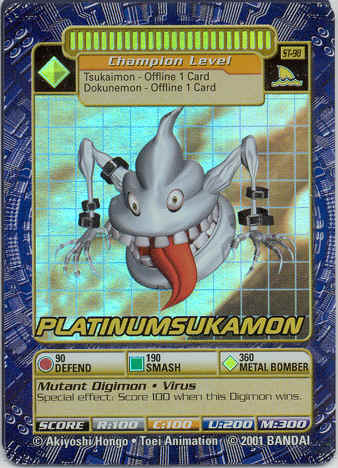 Champion Level
ST-98
Tsukaimon - Offline 1 Card
Dokunemon - Offline 1 Card
PLATINUMSUKAMON
90
DEFEND
190
SMASH
360
METAL BOMBER
Mutant Digimon • Virus
Special effect: Score 100 when this Digimon wins.
SCORE R:100 C:100 U:200 M:300
© Akiyoshi Hongo • Toei Animation © 2001 BANDAI